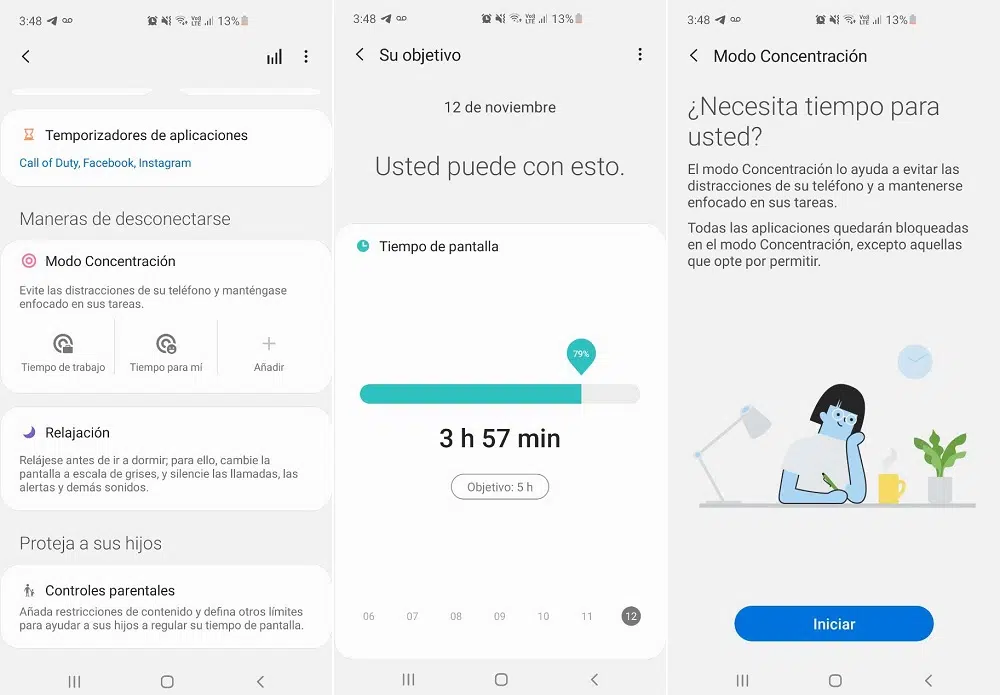 3:48 13%
Temporizadores de aplicaciones
Call of Duty, Facebook, Instagram
Maneras de desconectarse
Modo Concentración
Evite las distracciones de su teléfono y manténgase
enfocado en sus tareas.
Tiempo de trabajo
Tiempo para mí
Añadir
Relajación
Relájese antes de ir a dormir; para ello, cambie la
pantalla a escala de grises, y silencie las llamadas, las
alertas y demás sonidos.
Proteja a sus hijos
Controles parentales
Añada restricciones de contenido y defina otros límites
para ayudar a sus hijos a regular su tiempo de pantalla.
3:48 13%
Su objetivo
12 de noviembre
Usted puede con esto.
Tiempo de pantalla
79%
3 h 57 min
Objetivo: 5 h
06 07 08 09 10 11 12
3:48 13%
Modo Concentración
¿Necesita tiempo para
usted?
El modo Concentración lo ayuda a evitar las
distracciones de su teléfono y a mantenerse
enfocado en sus tareas.
Todas las aplicaciones quedarán bloqueadas
en el modo Concentración, excepto aquellas
que opte por permitir.
Iniciar